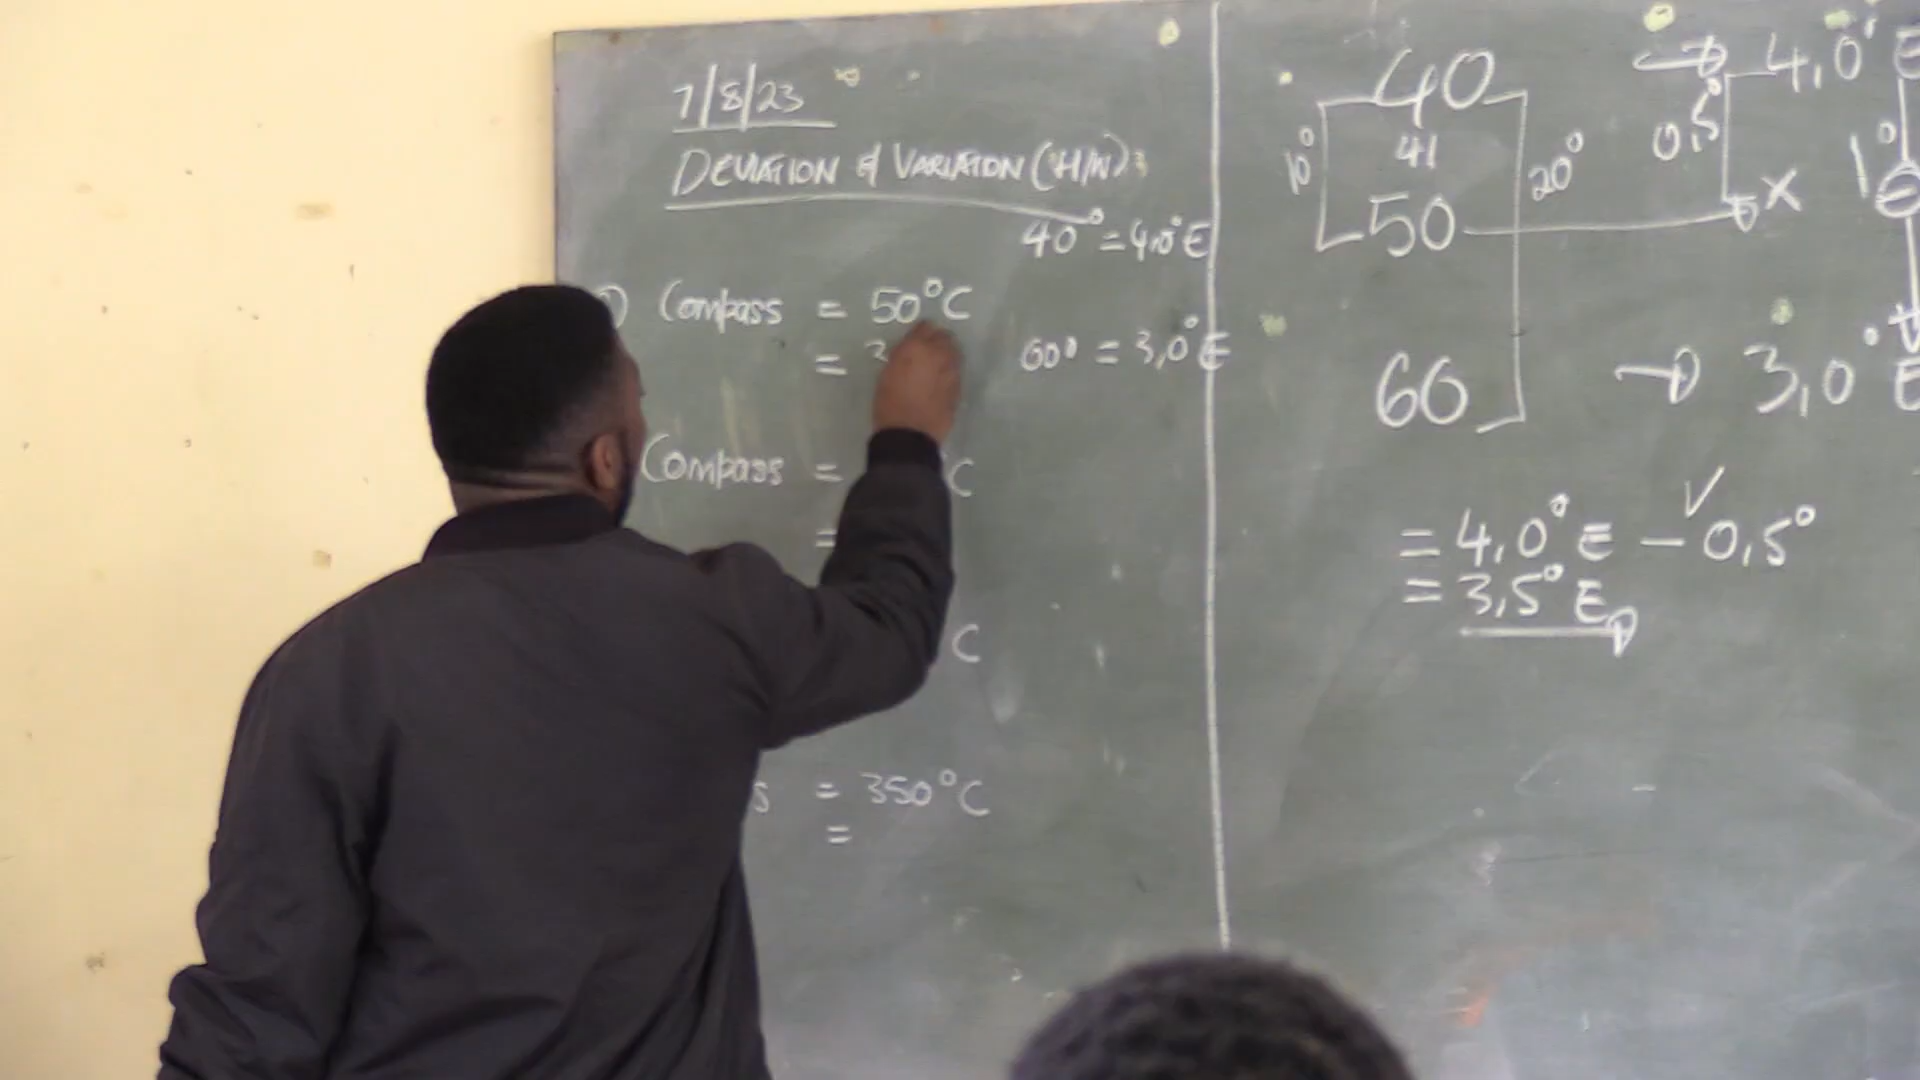 7/8/23
DEVIATION & VARIATION (H/W):
40° = 4,0°E
Compass = 50°C
= 3
60° = 3,0°E
Compass = C
=
C
s = 350°C
=
40 → 4,0° E
10° 41 20° 0,5° 1°
50 x
60 → 3,0° E
= 4,0° E - 0,5°
= 3,5° E